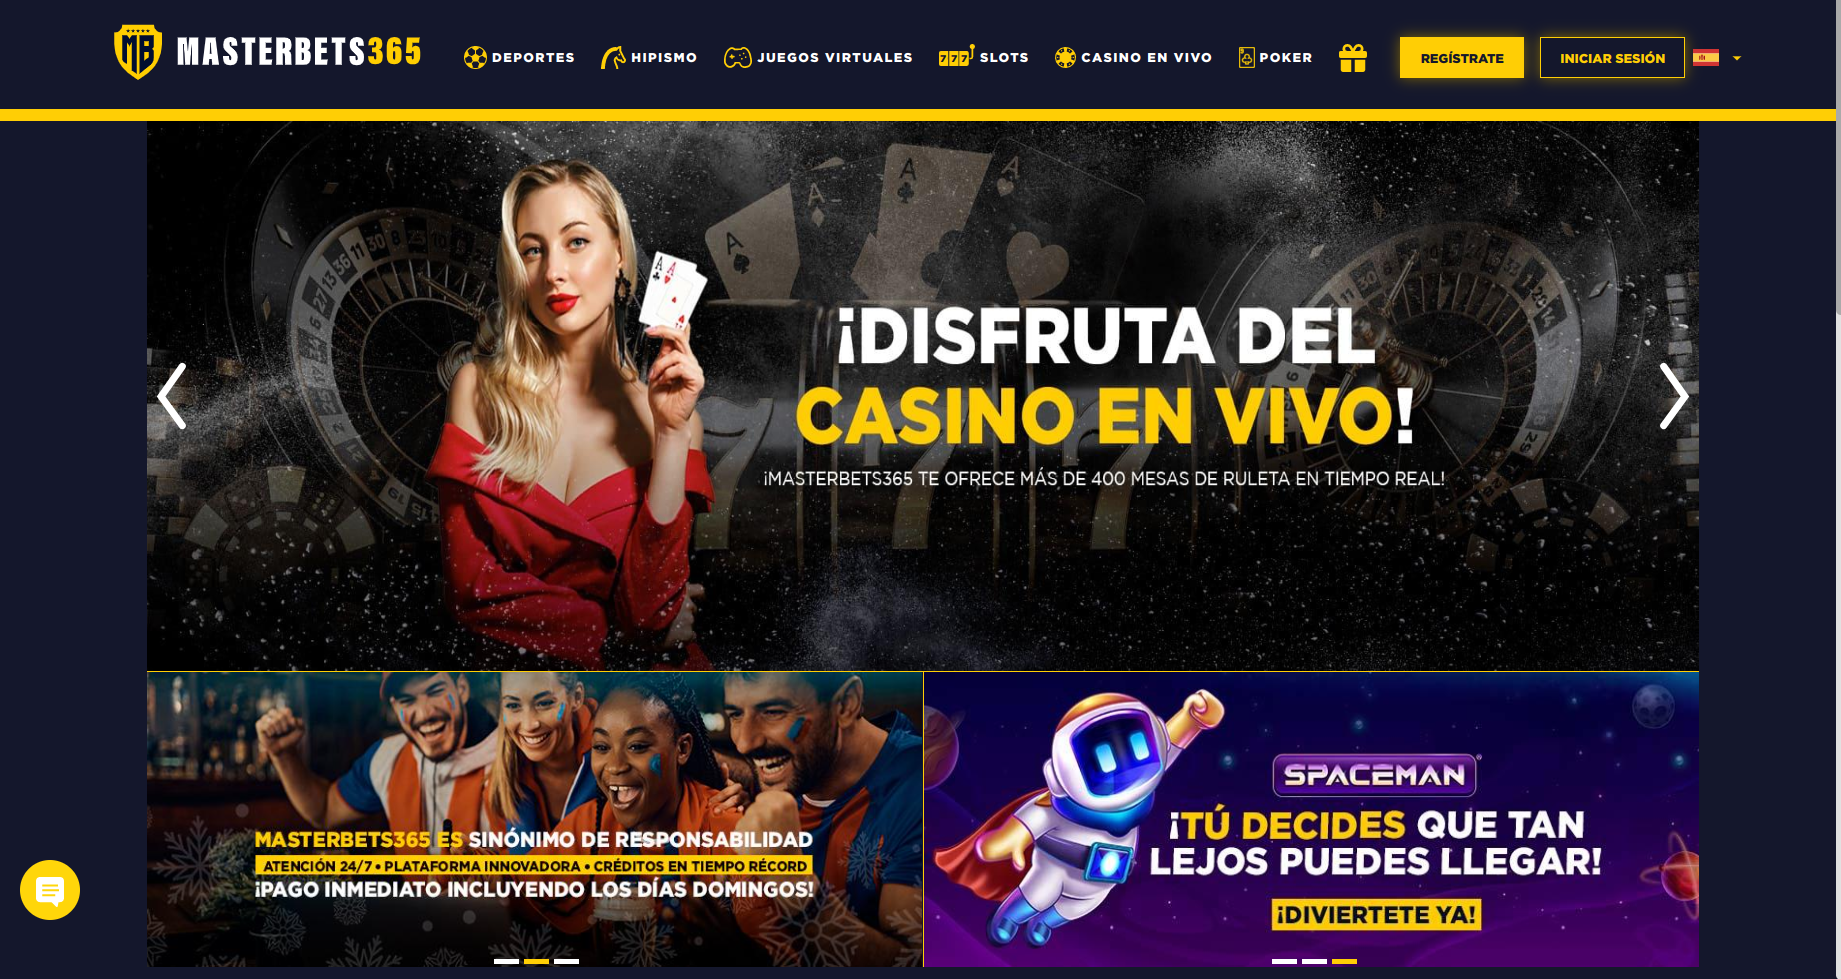 MASTERBETS365
DEPORTES
HIPISMO
JUEGOS VIRTUALES
SLOTS
CASINO EN VIVO
POKER
REGÍSTRATE
INICIAR SESIÓN
¡DISFRUTA DEL
CASINO EN VIVO!
¡MASTERBETS365 TE OFRECE MÁS DE 400 MESAS DE RULETA EN TIEMPO REAL!
MASTERBETS365 ES SINÓNIMO DE RESPONSABILIDAD
ATENCIÓN 24/7 • PLATAFORMA INNOVADORA • CRÉDITOS EN TIEMPO RÉCORD
¡PAGO INMEDIATO INCLUYENDO LOS DÍAS DOMINGOS!
SPACEMAN
¡TÚ DECIDES QUE TAN
LEJOS PUEDES LLEGAR!
¡DIVIERTETE YA!